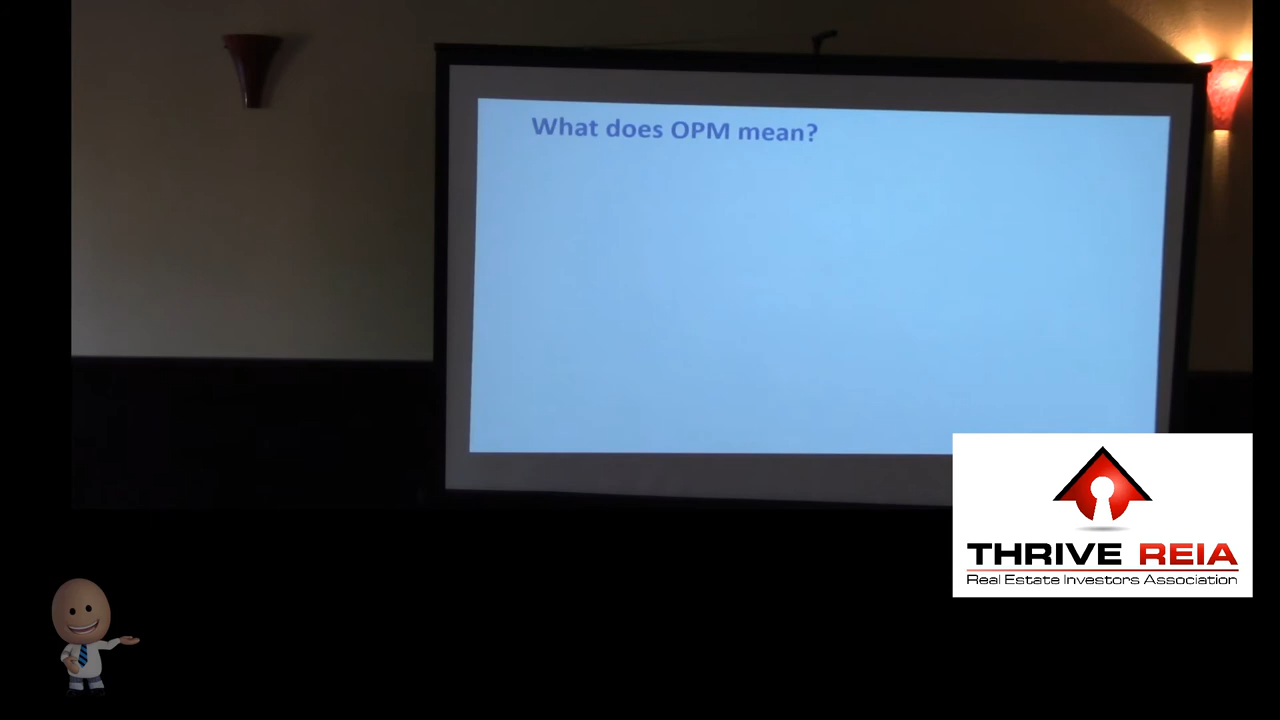 What does OPM mean?
THRIVE REIA
Real Estate Investors Association